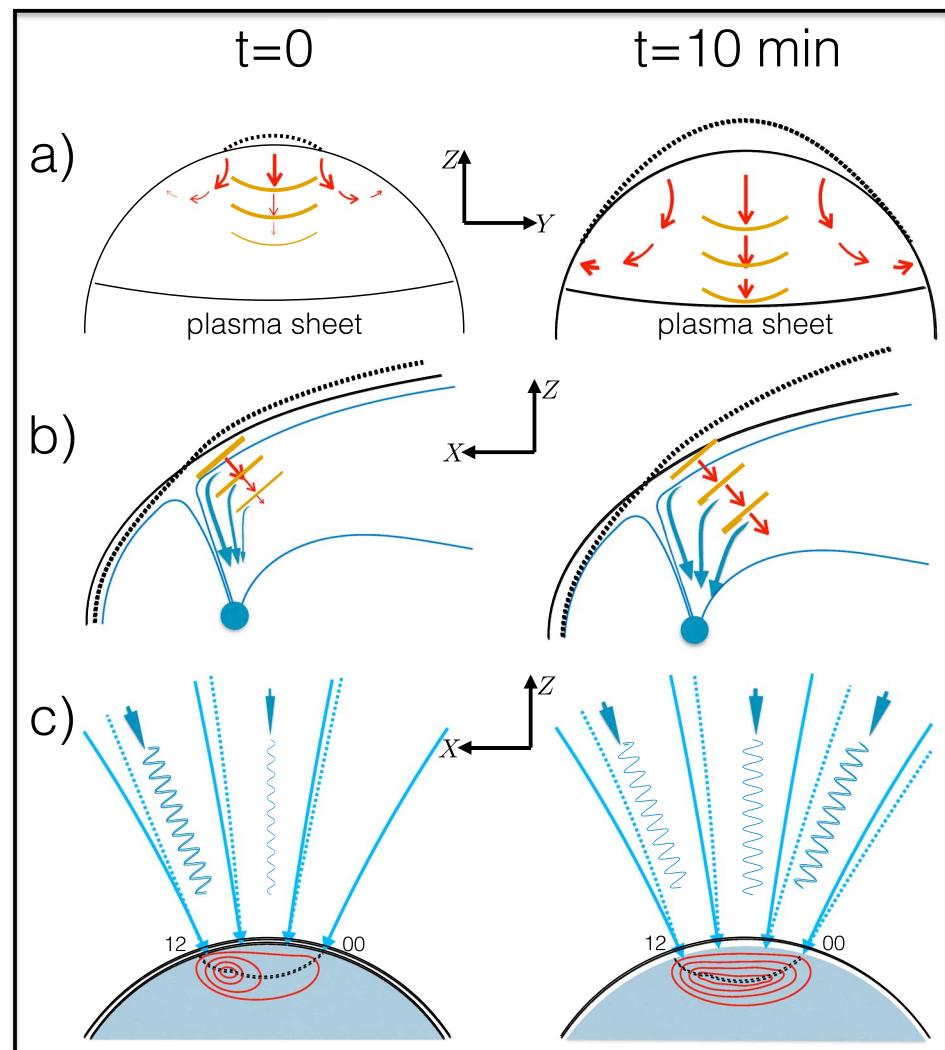 t=0 t=10 min
a)
Z
Y
plasma sheet plasma sheet
b)
Z
X
c)
Z
X
12 00 12 00